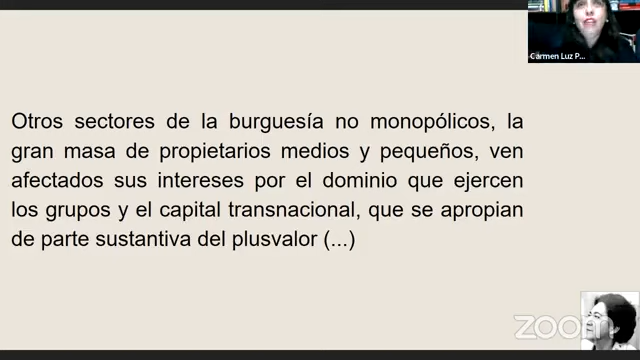 Carmen Luz P...
Otros sectores de la burguesía no monopólicos, la
gran masa de propietarios medios y pequeños, ven
afectados sus intereses por el dominio que ejercen
los grupos y el capital transnacional, que se apropian
de parte sustantiva del plusvalor (...)
zoom